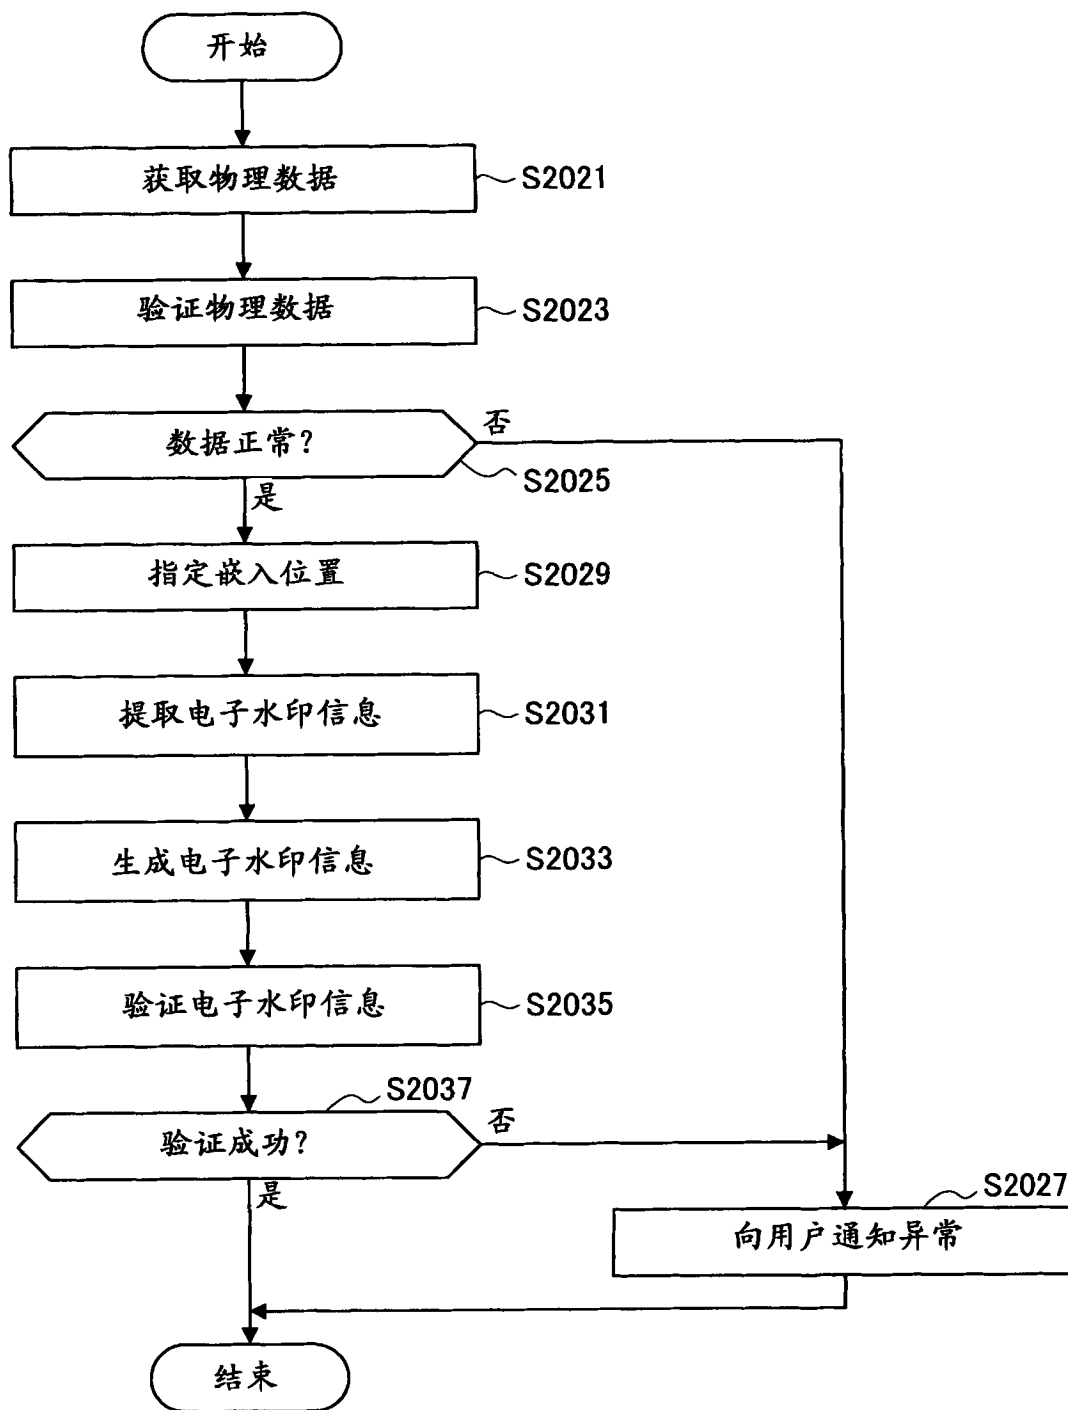 开始
获取物理数据
S2021
验证物理数据
S2023
数据正常?
否
S2025
是
指定嵌入位置
S2029
提取电子水印信息
S2031
生成电子水印信息
S2033
验证电子水印信息
S2035
S2037
验证成功?
否
是
S2027
向用户通知异常
结束